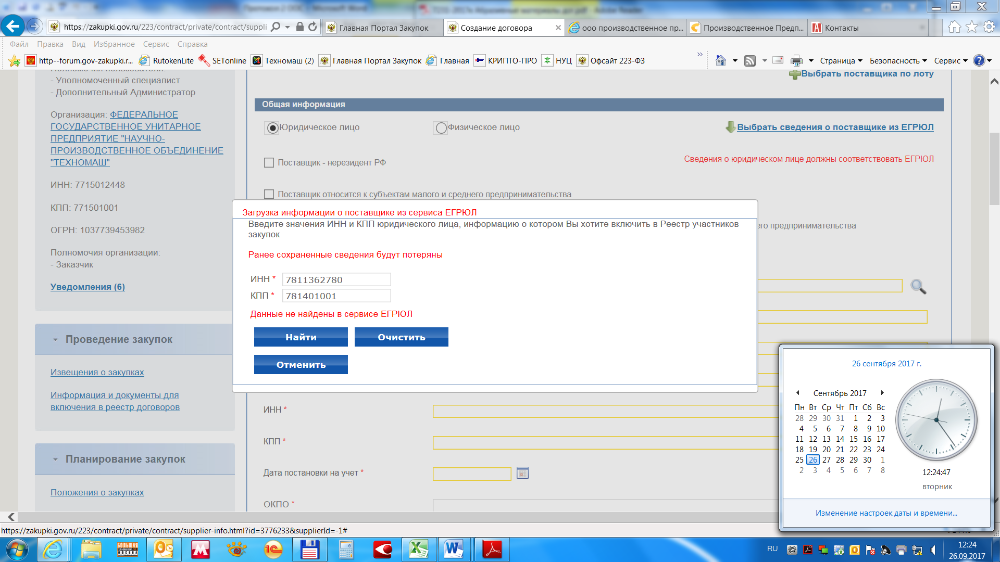 https://zakupki.gov.ru/223/contract/private/contract/suppli
Главная Портал Закупок
Создание договора
ооо производственное пр...
Производственное Предп...
Контакты
Файл Правка Вид Избранное Сервис Справка
http--forum.gov-zakupki.r...
RutokenLite
SETonline
Техномаш (2)
Главная Портал Закупок
Главная
КРИПТО-ПРО
НУЦ
Офсайт 223-ФЗ
Страница
Безопасность
Сервис
- Уполномоченный специалист
- Дополнительный Администратор
Организация: ФЕДЕРАЛЬНОЕ
ГОСУДАРСТВЕННОЕ УНИТАРНОЕ
ПРЕДПРИЯТИЕ "НАУЧНО-
ПРОИЗВОДСТВЕННОЕ ОБЪЕДИНЕНИЕ
"ТЕХНОМАШ"
ИНН: 7715012448
КПП: 771501001
ОГРН: 1037739453982
Полномочия организации:
- Заказчик
Уведомления (6)
Проведение закупок
Извещения о закупках
Информация и документы для
включения в реестр договоров
Планирование закупок
Положения о закупках
Выбрать поставщика по лоту
Общая информация
Юридическое лицо
Физическое лицо
Выбрать сведения о поставщике из ЕГРЮЛ
Поставщик - нерезидент РФ
Сведения о юридическом лице должны соответствовать ЕГРЮЛ
Поставщик относится к субъектам малого и среднего предпринимательства
его предпринимательства
Загрузка информации о поставщике из сервиса ЕГРЮЛ
Введите значения ИНН и КПП юридического лица, информацию о котором Вы хотите включить в Реестр участников
закупок
Ранее сохраненные сведения будут потеряны
ИНН * 7811362780
КПП * 781401001
Данные не найдены в сервисе ЕГРЮЛ
Найти
Очистить
Отменить
ИНН *
КПП *
Дата постановки на учет *
ОКПО *
26 сентября 2017 г.
Сентябрь 2017
Пн Вт Ср Чт Пт Сб Вс
28 29 30 31 1 2 3
4 5 6 7 8 9 10
11 12 13 14 15 16 17
18 19 20 21 22 23 24
25 26 27 28 29 30 1
2 3 4 5 6 7 8
12:24:47
вторник
Изменение настроек даты и времени...
https://zakupki.gov.ru/223/contract/private/contract/supplier-info.html?id=3776233&supplierId=-1#
RU
12:24
26.09.2017